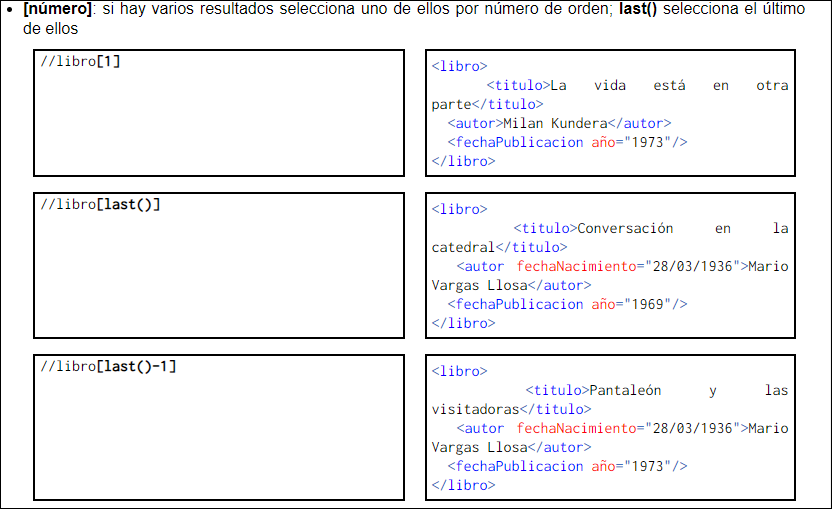 • [número]: si hay varios resultados selecciona uno de ellos por número de orden; last() selecciona el último
de ellos
//libro[1]
<libro>
<titulo>La vida está en otra
parte</titulo>
<autor>Milan Kundera</autor>
<fechaPublicacion año="1973"/>
</libro>
//libro[last()]
<libro>
<titulo>Conversación en la
catedral</titulo>
<autor fechaNacimiento="28/03/1936">Mario
Vargas Llosa</autor>
<fechaPublicacion año="1969"/>
</libro>
//libro[last()-1]
<libro>
<titulo>Pantaleón y las
visitadoras</titulo>
<autor fechaNacimiento="28/03/1936">Mario
Vargas Llosa</autor>
<fechaPublicacion año="1973"/>
</libro>